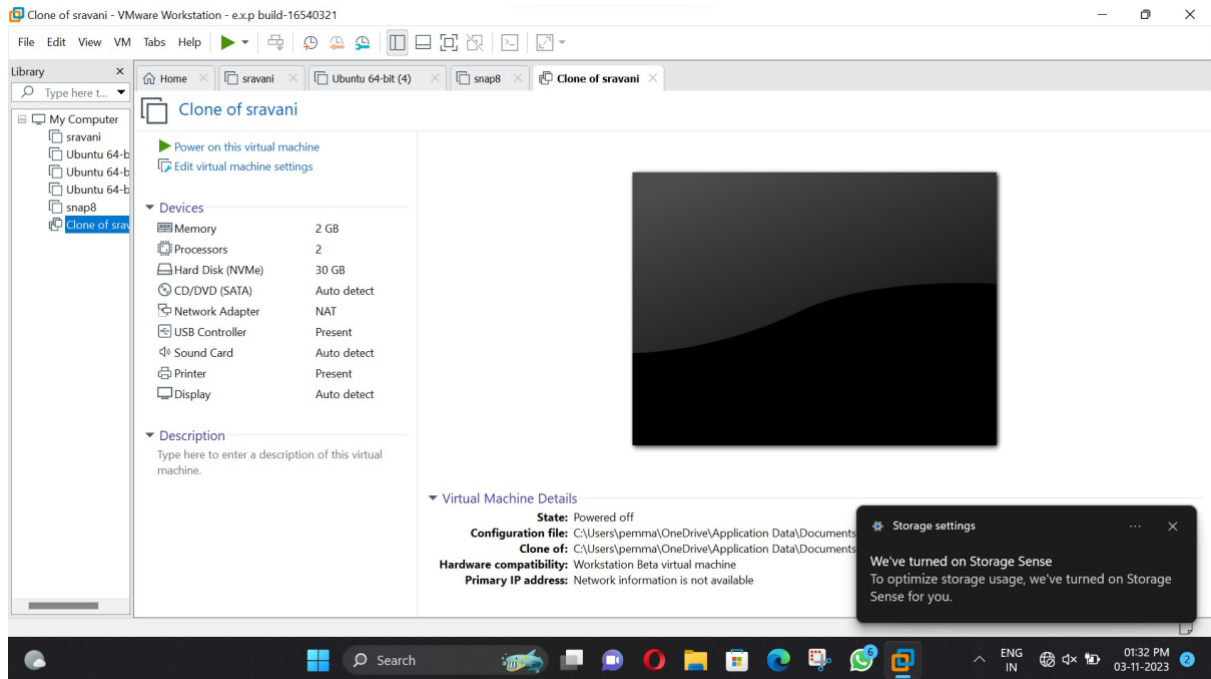 Clone of sravani - VMware Workstation - e.x.p build-16540321
File Edit View VM Tabs Help
Library
Type here t...
Home
sravani
Ubuntu 64-bit (4)
snap8
Clone of sravani
My Computer
sravani
Ubuntu 64-b
Ubuntu 64-b
Ubuntu 64-b
snap8
Clone of srav
Clone of sravani
Power on this virtual machine
Edit virtual machine settings
Devices
Memory 2 GB
Processors 2
Hard Disk (NVMe) 30 GB
CD/DVD (SATA) Auto detect
Network Adapter NAT
USB Controller Present
Sound Card Auto detect
Printer Present
Display Auto detect
Description
Type here to enter a description of this virtual
machine.
Virtual Machine Details
State: Powered off
Configuration file: C:\Users\pemma\OneDrive\Application Data\Documents
Clone of: C:\Users\pemma\OneDrive\Application Data\Documents
Hardware compatibility: Workstation Beta virtual machine
Primary IP address: Network information is not available
Storage settings
We've turned on Storage Sense
To optimize storage usage, we've turned on Storage
Sense for you.
Search
6
ENG
IN
01:32 PM
03-11-2023
2